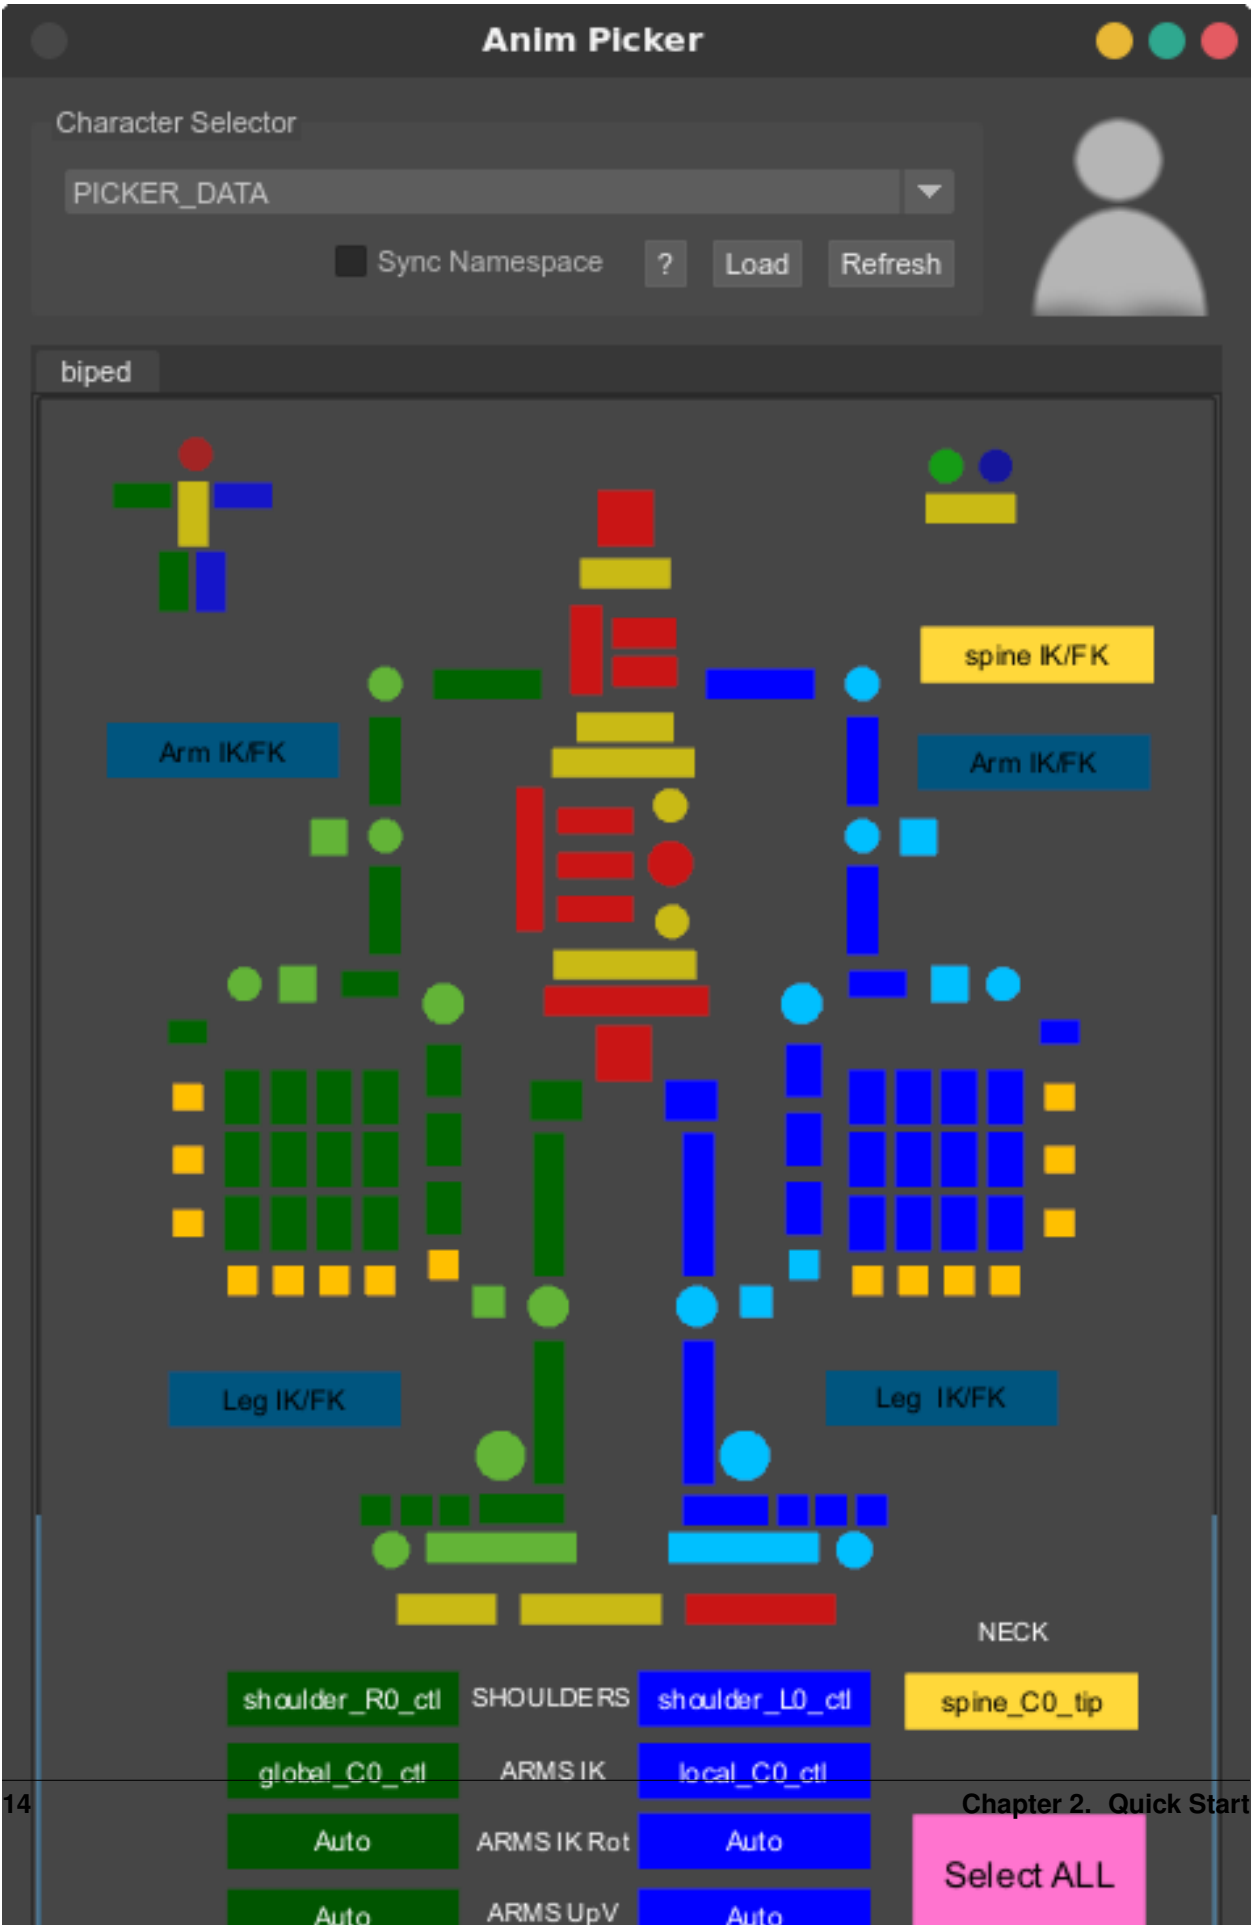 Anim Picker
Character Selector
PICKER_DATA
Sync Namespace ? Load Refresh
biped
spine IK/FK
Arm IK/FK Arm IK/FK
Leg IK/FK Leg IK/FK
NECK
shoulder_R0_ctl SHOULDERS shoulder_L0_ctl spine_C0_tip
global_C0_ctl ARMS IK local_C0_ctl
14 Chapter 2. Quick Start
Auto ARMS IK Rot Auto
Select ALL
Auto ARMS UpV Auto